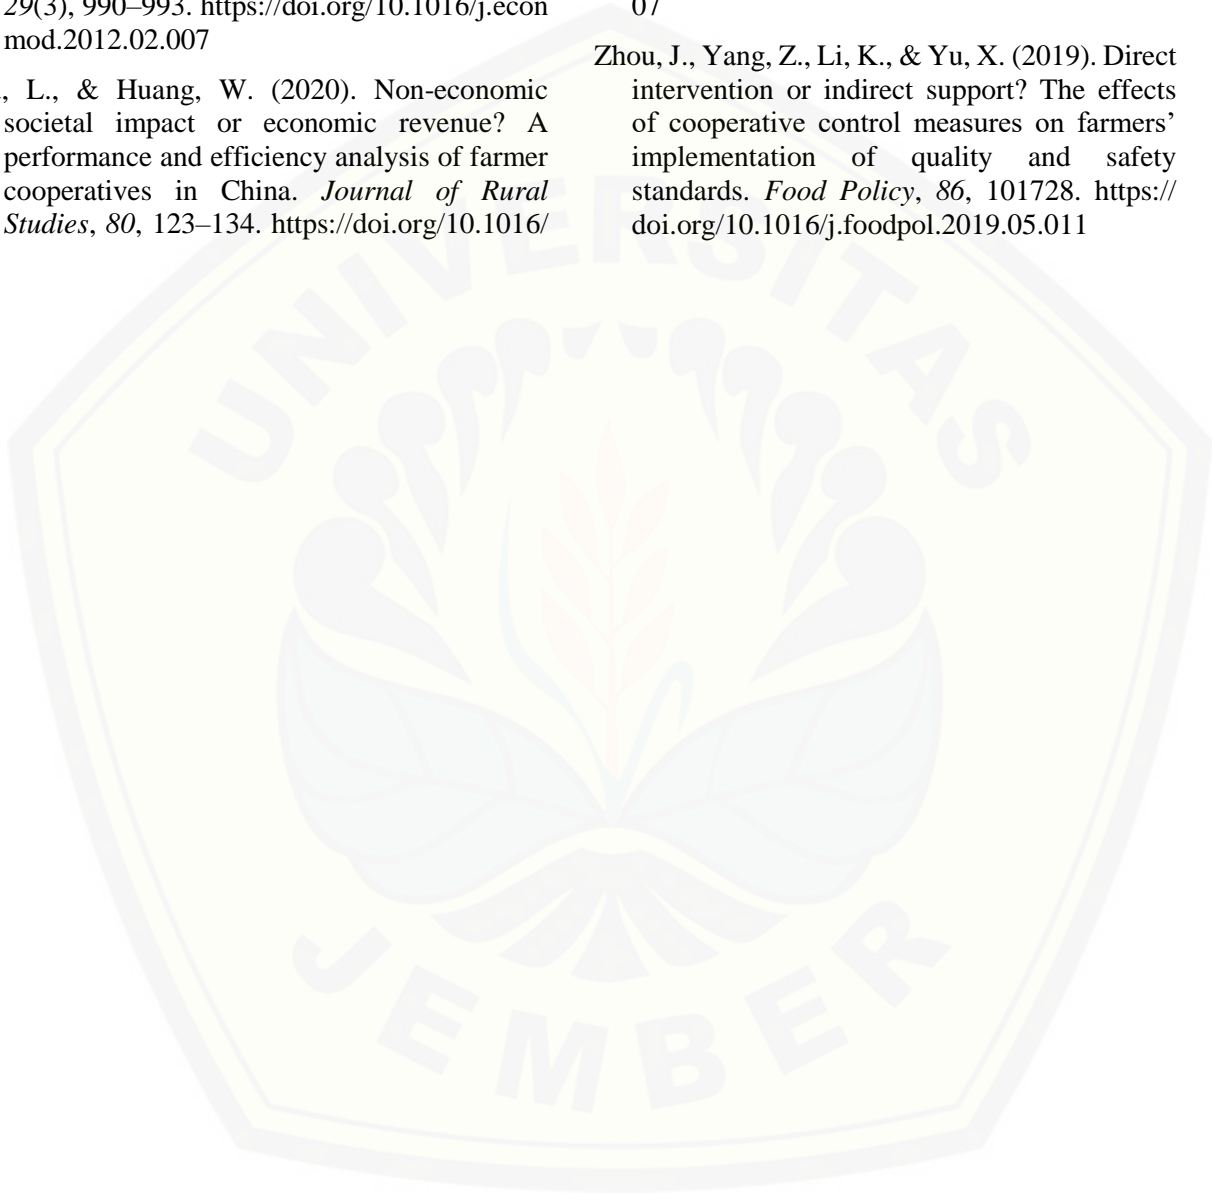 29(3), 990–993. https://doi.org/10.1016/j.econ
mod.2012.02.007
, L., & Huang, W. (2020). Non-economic
societal impact or economic revenue? A
performance and efficiency analysis of farmer
cooperatives in China. Journal of Rural
Studies, 80, 123–134. https://doi.org/10.1016/
07
Zhou, J., Yang, Z., Li, K., & Yu, X. (2019). Direct
intervention or indirect support? The effects
of cooperative control measures on farmers’
implementation of quality and safety
standards. Food Policy, 86, 101728. https://
doi.org/10.1016/j.foodpol.2019.05.011
UNIVERSITAS
JEMBER